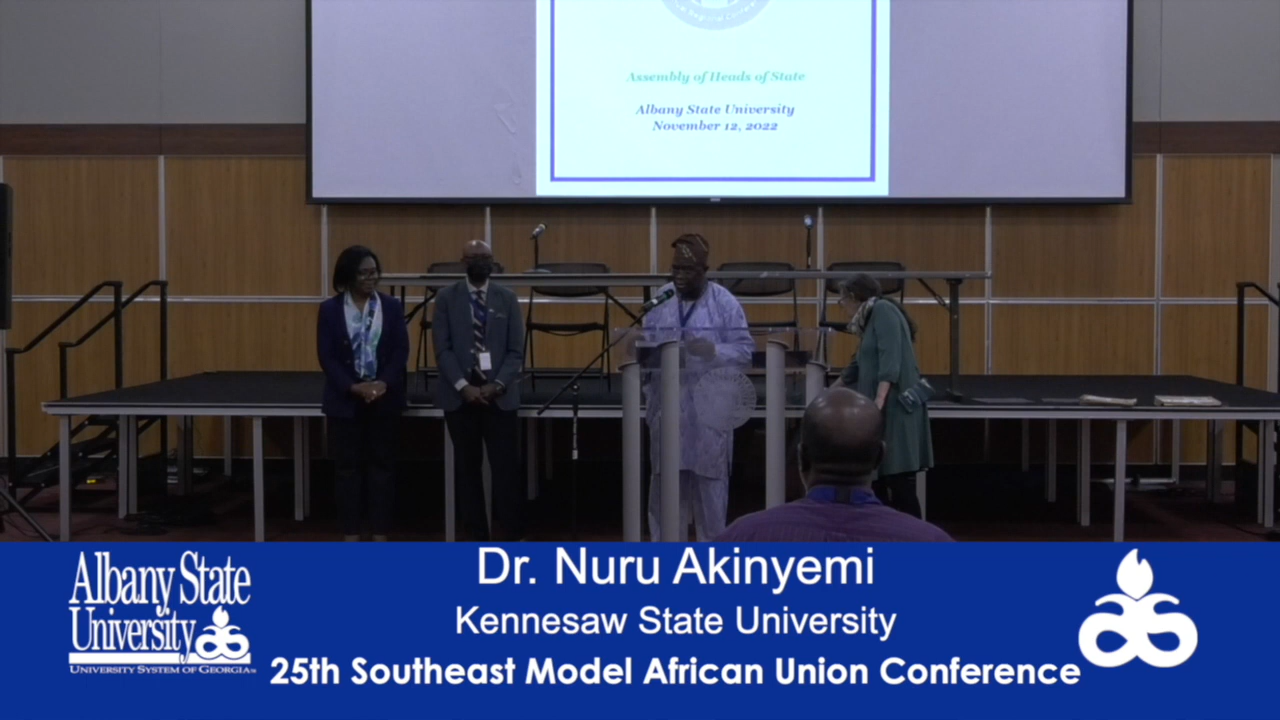 Assembly of Heads of State
Albany State University
November 12, 2022
Dr. Nuru Akinyemi
Kennesaw State University
25th Southeast Model African Union Conference
Albany State
University
UNIVERSITY SYSTEM OF GEORGIA